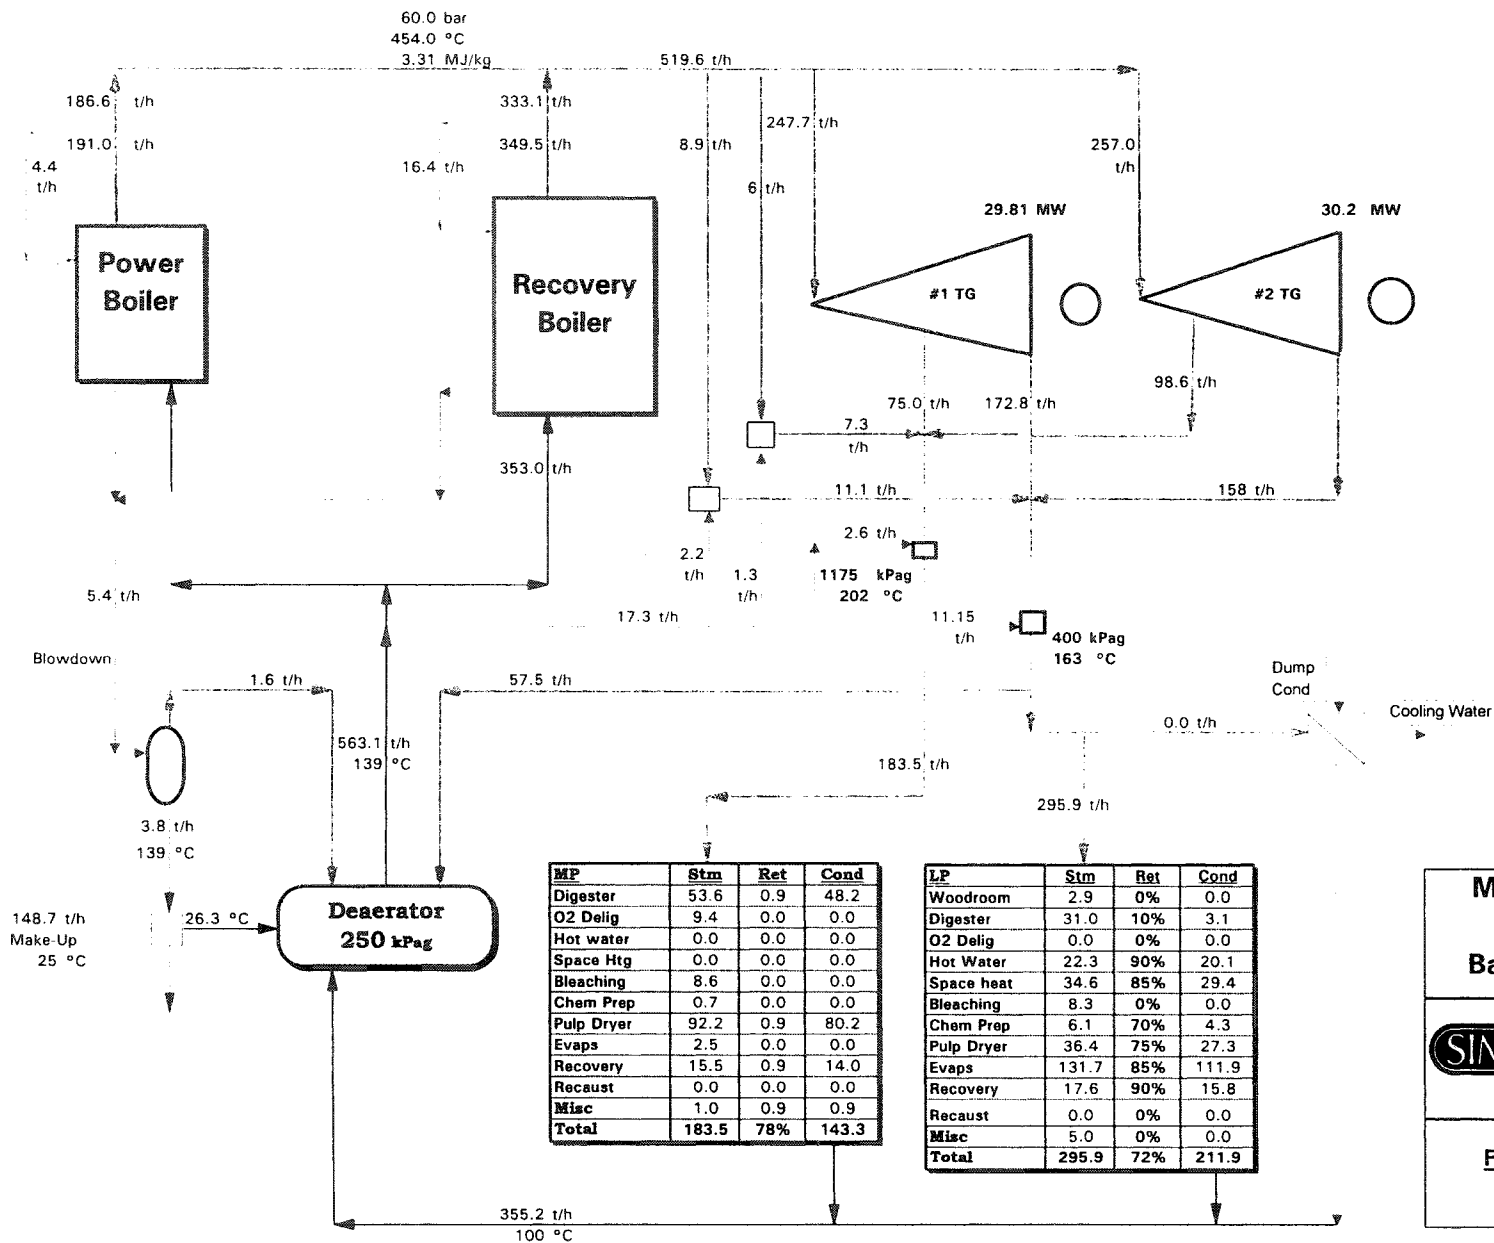 60.0 bar
454.0 °C
3.31 MJ/kg
519.6 t/h
186.6 t/h
333.1 t/h
247.7 t/h
191.0 t/h
349.5 t/h
8.9 t/h
257.0
t/h
4.4
t/h
16.4 t/h
6 t/h
29.81 MW
30.2 MW
Power
Boiler
Recovery
Boiler
#1 TG
#2 TG
98.6 t/h
75.0 t/h
172.8 t/h
7.3
t/h
353.0 t/h
11.1 t/h
158 t/h
2.6 t/h
2.2
t/h
1.3
t/h
1175 kPag
202 °C
5.4 t/h
17.3 t/h
11.15
t/h
400 kPag
163 °C
Blowdown
Dump
Cond
1.6 t/h
57.5 t/h
Cooling Water
0.0 t/h
563.1 t/h
139 °C
183.5 t/h
295.9 t/h
3.8 t/h
139 °C
148.7 t/h
Make-Up
25 °C
26.3 °C
Deaerator
250 kPag
MP Stm Ret Cond
Digester 53.6 0.9 48.2
O2 Delig 9.4 0.0 0.0
Hot water 0.0 0.0 0.0
Space Htg 0.0 0.0 0.0
Bleaching 8.6 0.0 0.0
Chem Prep 0.7 0.0 0.0
Pulp Dryer 92.2 0.9 80.2
Evaps 2.5 0.0 0.0
Recovery 15.5 0.9 14.0
Recaust 0.0 0.0 0.0
Misc 1.0 0.9 0.9
Total 183.5 78% 143.3
LP Stm Ret Cond
Woodroom 2.9 0% 0.0
Digester 31.0 10% 3.1
O2 Delig 0.0 0% 0.0
Hot Water 22.3 90% 20.1
Space heat 34.6 85% 29.4
Bleaching 8.3 0% 0.0
Chem Prep 6.1 70% 4.3
Pulp Dryer 36.4 75% 27.3
Evaps 131.7 85% 111.9
Recovery 17.6 90% 15.8
Recaust 0.0 0% 0.0
Misc 5.0 0% 0.0
Total 295.9 72% 211.9
355.2 t/h
100 °C
M
Ba
SIN